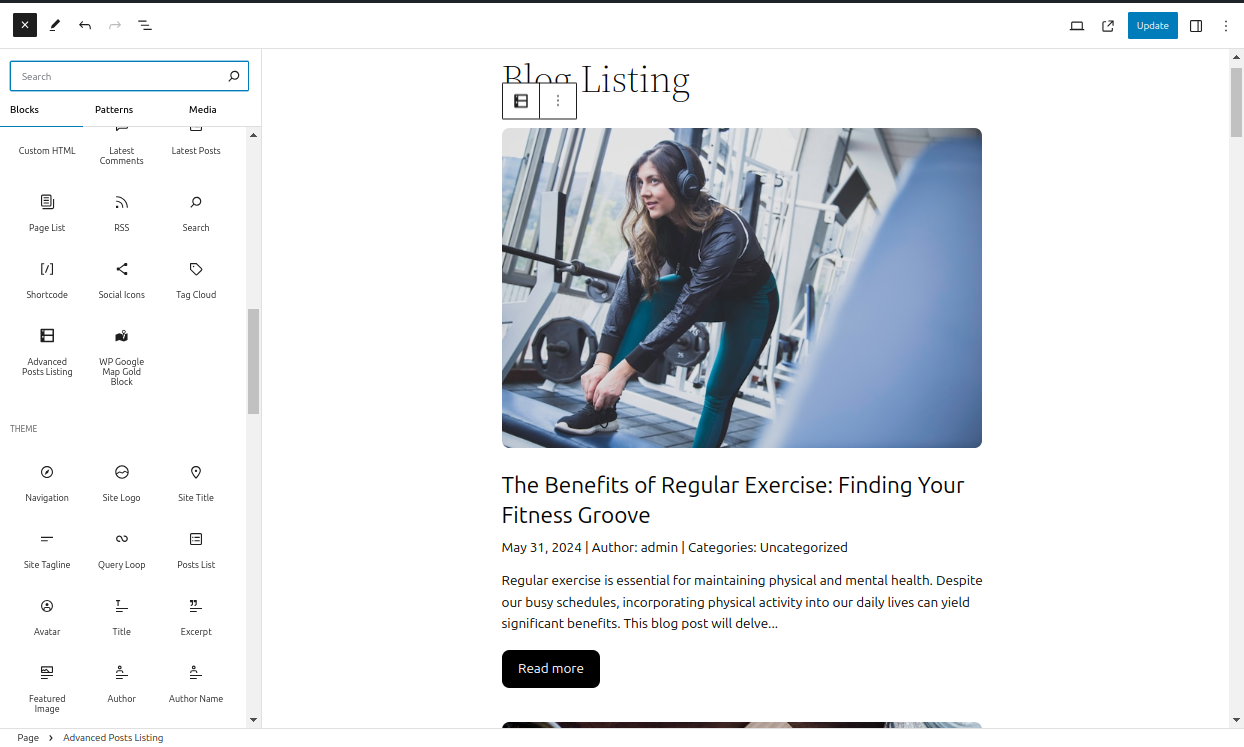 Update
Search
Blocks
Patterns
Media
Blog Listing
Custom HTML
Latest
Comments
Latest Posts
Page List
RSS
Search
[/]
Shortcode
Social Icons
Tag Cloud
Advanced
Posts Listing
WP Google
Map Gold
Block
THEME
Navigation
Site Logo
Site Title
Site Tagline
Query Loop
Posts List
Avatar
Title
Excerpt
Featured
Image
Author
Author Name
The Benefits of Regular Exercise: Finding Your
Fitness Groove
May 31, 2024 | Author: admin | Categories: Uncategorized
Regular exercise is essential for maintaining physical and mental health. Despite
our busy schedules, incorporating physical activity into our daily lives can yield
significant benefits. This blog post will delve...
Read more
Page > Advanced Posts Listing